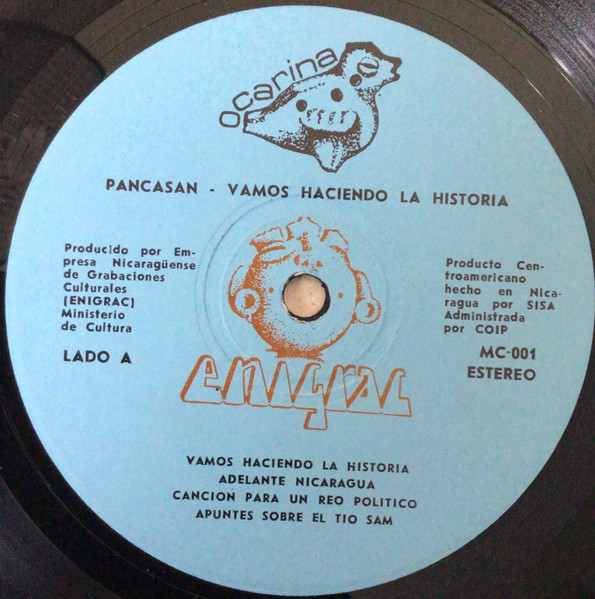 ocarina
PANCASAN - VAMOS HACIENDO LA HISTORIA
Producido por Em-
presa Nicaragüense
de Grabaciones
Culturales
(ENIGRAC)
Ministerio
de Cultura
LADO A
Producto Cen-
troamericano
hecho en Nica-
ragua por SISA
Administrada
por COIP
MC-001
ESTEREO
enigrac
VAMOS HACIENDO LA HISTORIA
ADELANTE NICARAGUA
CANCION PARA UN REO POLITICO
APUNTES SOBRE EL TIO SAM